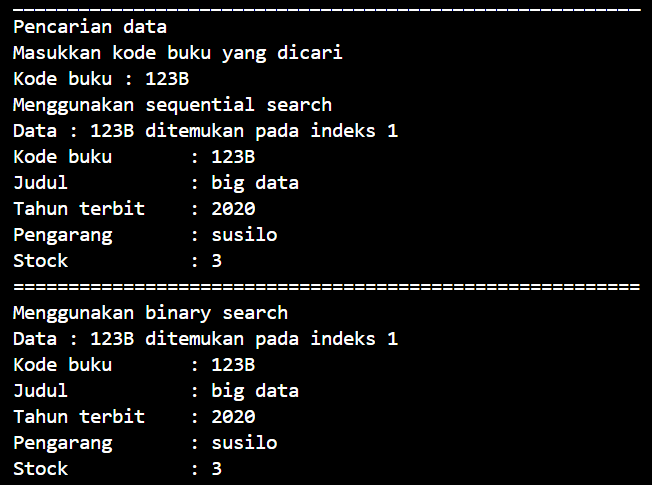 _________________________________________________________
Pencarian data
Masukkan kode buku yang dicari
Kode buku : 123B
Menggunakan sequential search
Data : 123B ditemukan pada indeks 1
Kode buku       : 123B
Judul           : big data
Tahun terbit    : 2020
Pengarang       : susilo
Stock           : 3
=========================================================
Menggunakan binary search
Data : 123B ditemukan pada indeks 1
Kode buku       : 123B
Judul           : big data
Tahun terbit    : 2020
Pengarang       : susilo
Stock           : 3